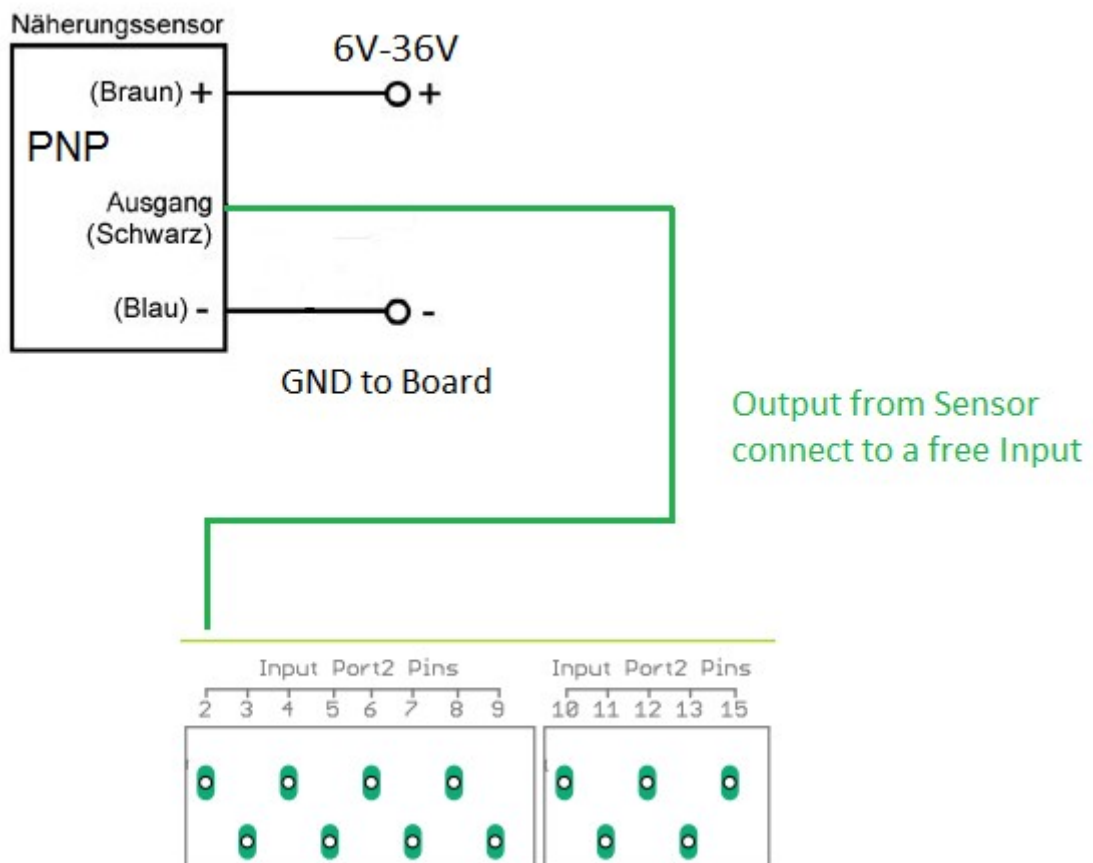 Näherungssensor
6V-36V
(Braun) +
+
PNP
Ausgang
(Schwarz)
(Blau) -
-
GND to Board
Output from Sensor
connect to a free Input
Input Port2 Pins
2 3 4 5 6 7 8 9
Input Port2 Pins
10 11 12 13 15